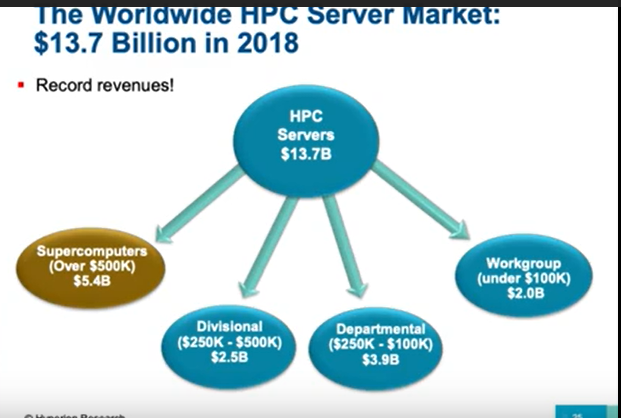 The Worldwide HPC Server Market:
$13.7 Billion in 2018
Record revenues!
HPC
Servers
$13.7B
Supercomputers
(Over $500K)
$5.4B
Divisional
($250K - $500K)
$2.5B
Departmental
($250K - $100K)
$3.9B
Workgroup
(under $100K)
$2.0B
© Hyperion Research